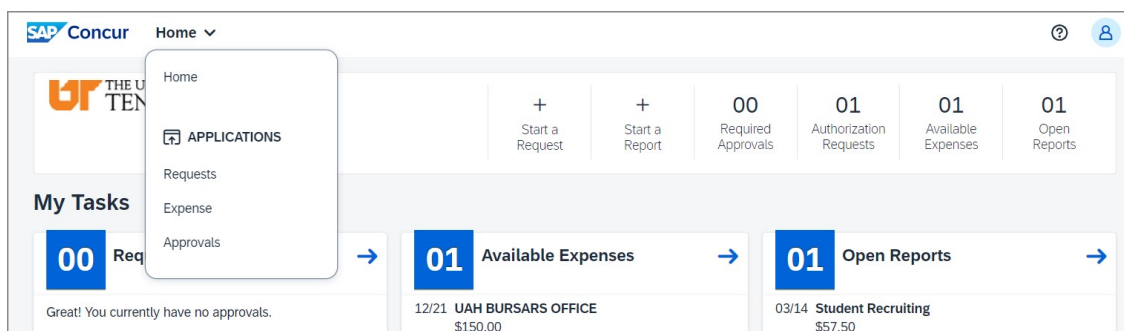 SAP Concur Home
Home
APPLICATIONS
Requests
Expense
Approvals
THE U
TEN
+ Start a Request
+ Start a Report
00 Required Approvals
01 Authorization Requests
01 Available Expenses
01 Open Reports
My Tasks
00 Req
Great! You currently have no approvals.
01 Available Expenses
12/21 UAH BURSARS OFFICE
$150.00
01 Open Reports
03/14 Student Recruiting
$57.50